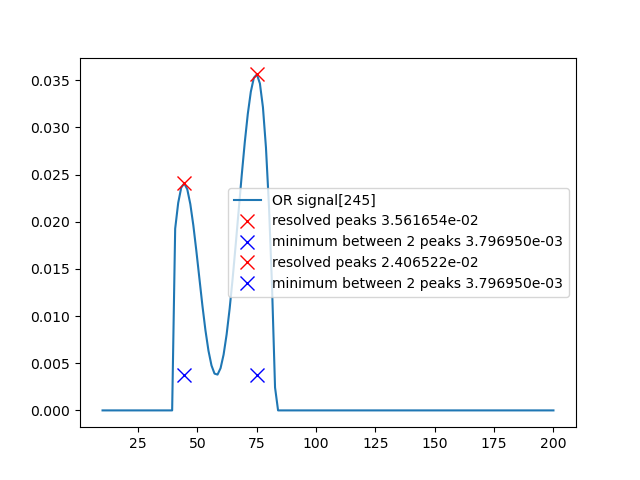 0.035
0.030
0.025
0.020
0.015
0.010
0.005
0.000
OR signal[245]
resolved peaks 3.561654e-02
minimum between 2 peaks 3.796950e-03
resolved peaks 2.406522e-02
minimum between 2 peaks 3.796950e-03
25 50 75 100 125 150 175 200